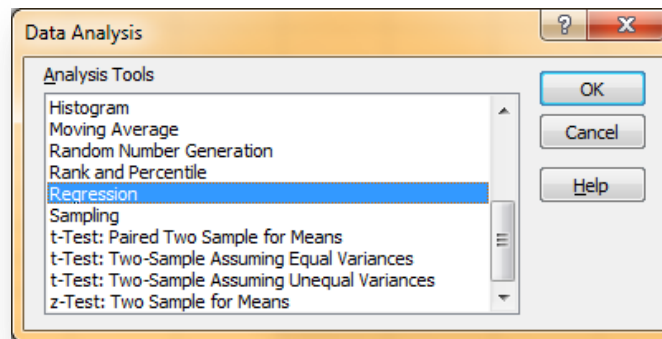 Data Analysis
Analysis Tools
Histogram
Moving Average
Random Number Generation
Rank and Percentile
Regression
Sampling
t-Test: Paired Two Sample for Means
t-Test: Two-Sample Assuming Equal Variances
t-Test: Two-Sample Assuming Unequal Variances
z-Test: Two Sample for Means
OK
Cancel
Help